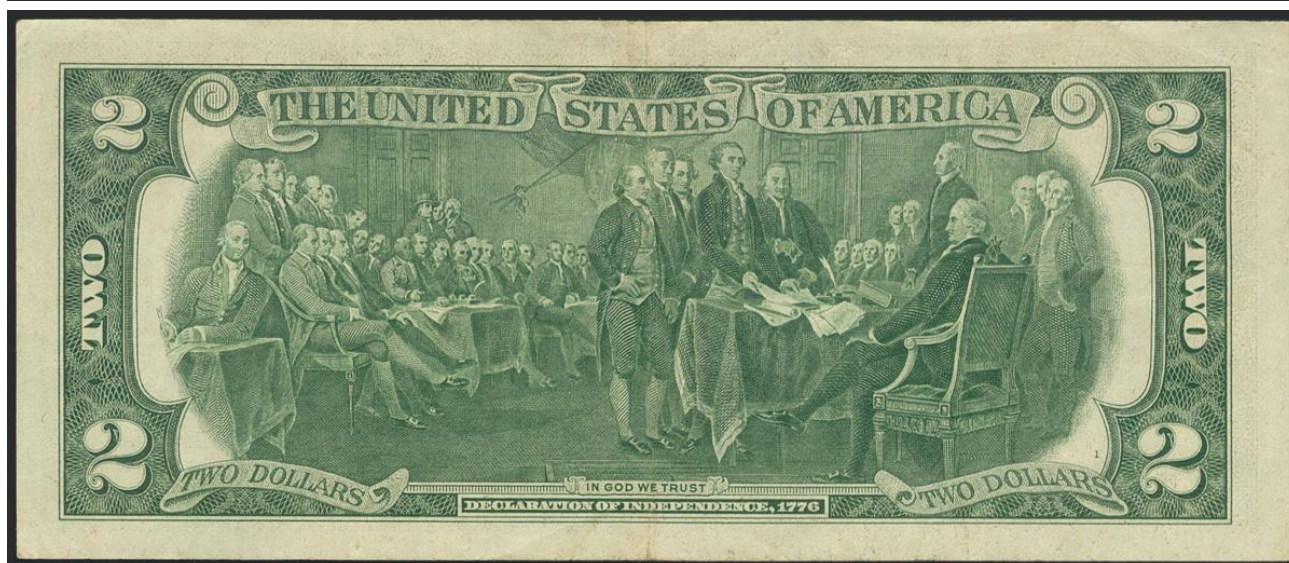 2 THE UNITED STATES OF AMERICA 2
TWO
TWO
2 TWO DOLLARS
IN GOD WE TRUST
TWO DOLLARS 2
1
DECLARATION OF INDEPENDENCE, 1776